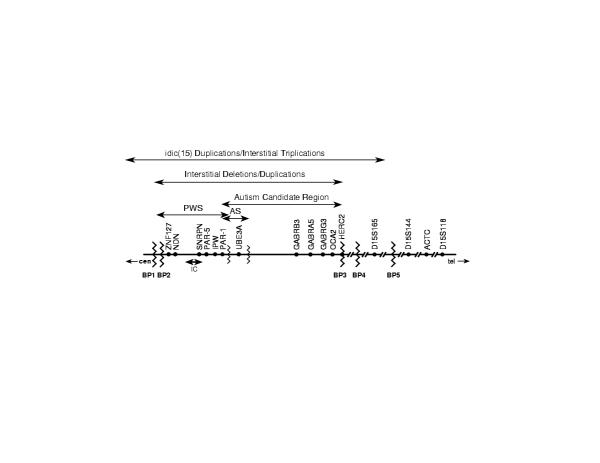 idic(15) Duplications/Interstitial Triplications
Interstitial Deletions/Duplications
Autism Candidate Region
PWS
AS
ZNF127
NDN
SNRPN
PAR-5
IPW
PAR-1
UBE3A
GABRB3
GABRA5
GABRG3
OCA2
HERC2
D15S165
D15S144
ACTC
D15S118
cen
tel
IC
BP1 BP2 BP3 BP4 BP5